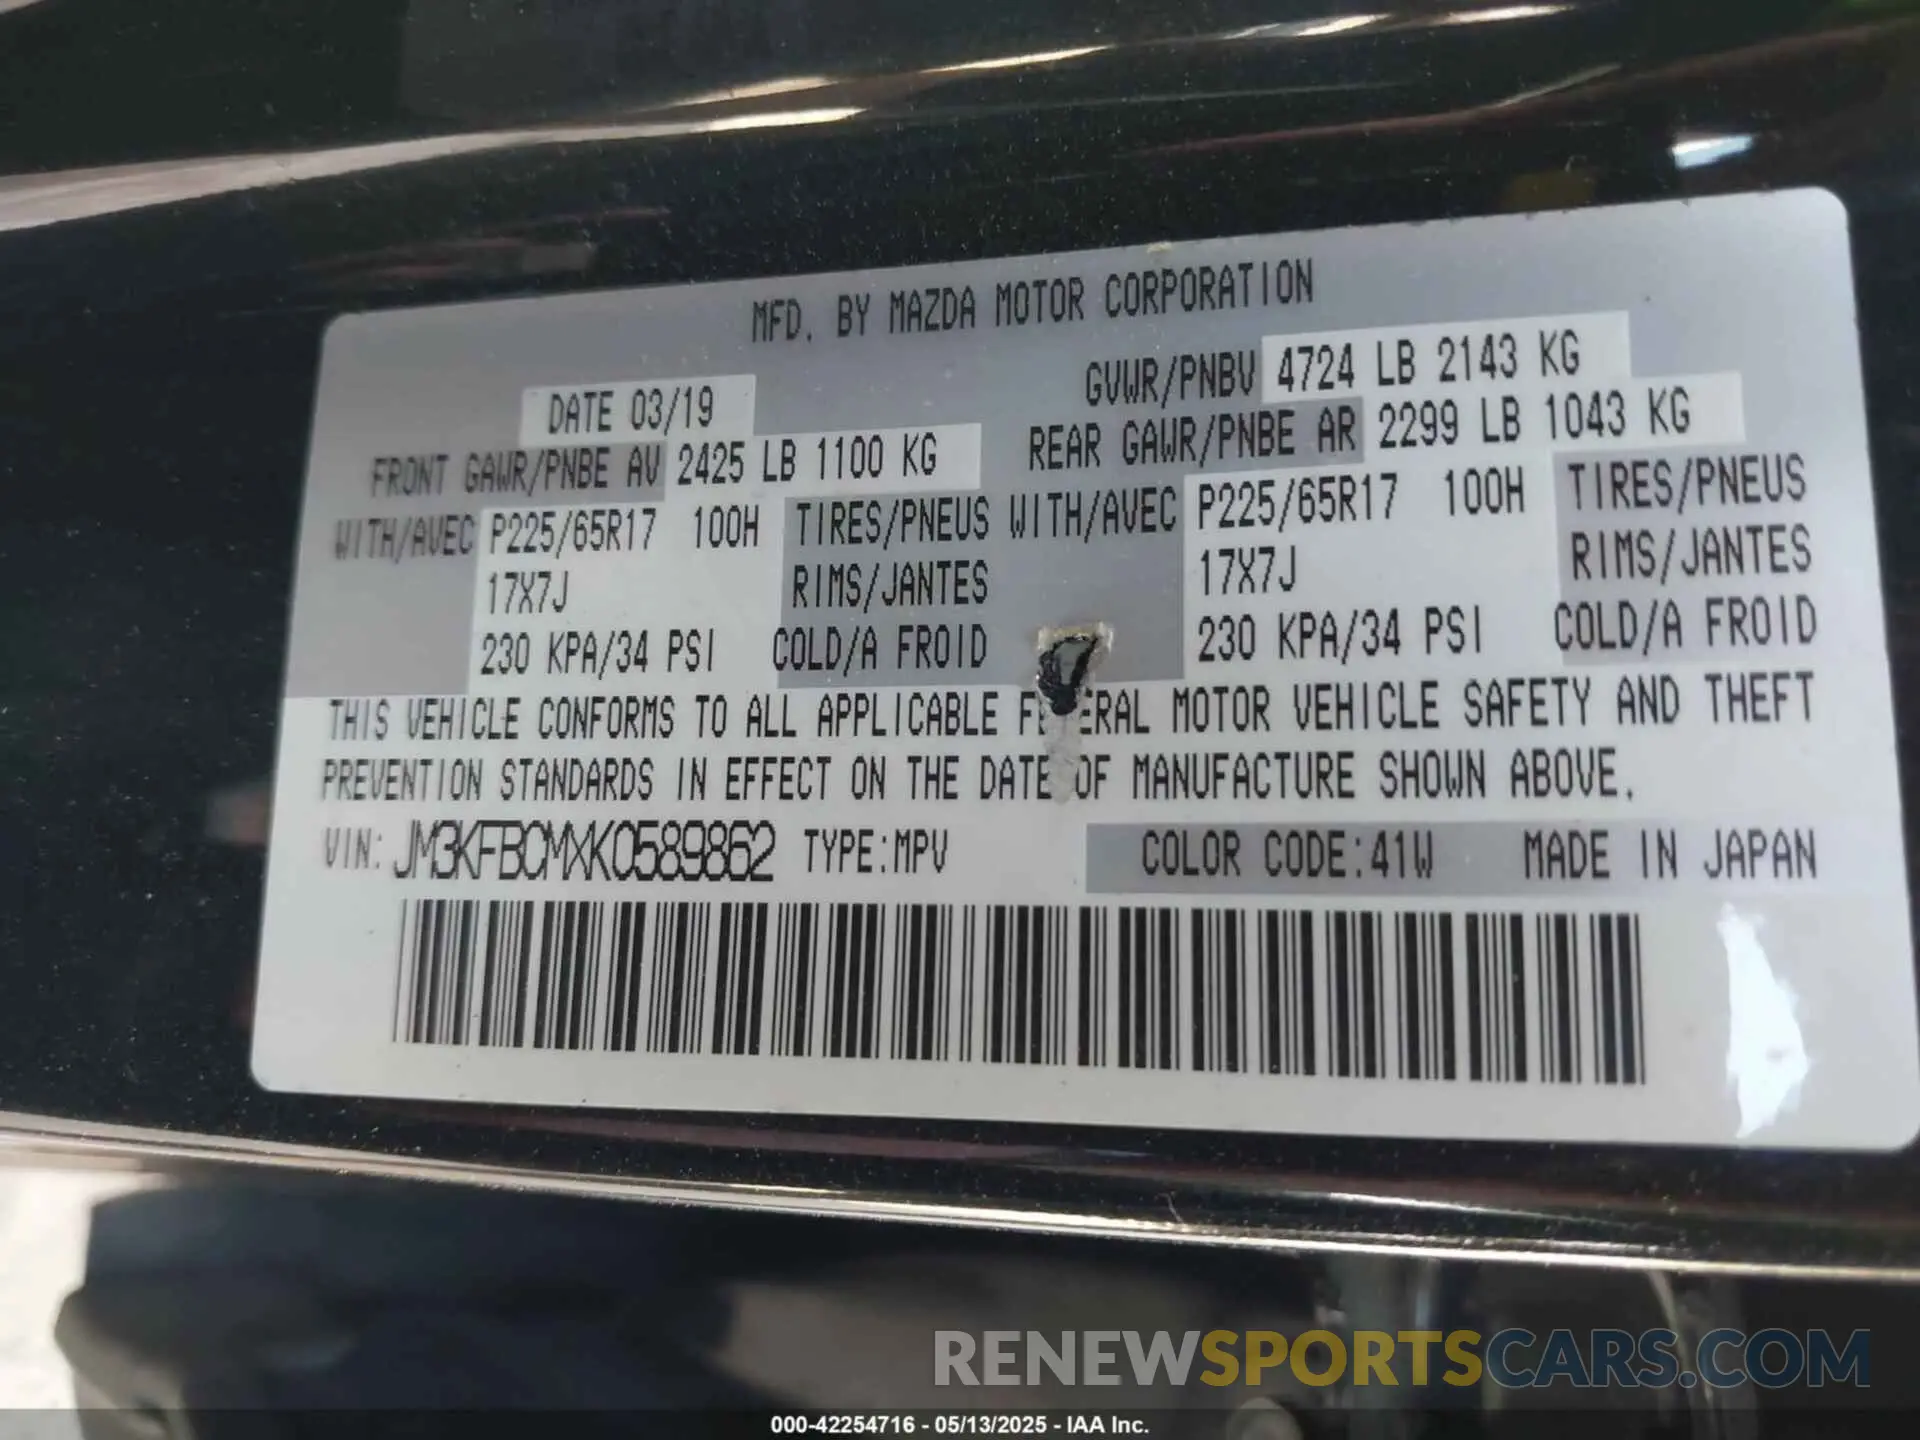 MFD. BY MAZDA MOTOR CORPORATION
DATE 03/19 GVWR/PNBV 4724 LB 2143 KG
FRONT GAWR/PNBE AV 2425 LB 1100 KG REAR GAWR/PNBE AR 2299 LB 1043 KG
WITH/AVEC P225/65R17 100H TIRES/PNEUS WITH/AVEC P225/65R17 100H TIRES/PNEUS
17X7J RIMS/JANTES 17X7J RIMS/JANTES
230 KPA/34 PSI COLD/A FROID 230 KPA/34 PSI COLD/A FROID
THIS VEHICLE CONFORMS TO ALL APPLICABLE FEDERAL MOTOR VEHICLE SAFETY AND THEFT
PREVENTION STANDARDS IN EFFECT ON THE DATE OF MANUFACTURE SHOWN ABOVE.
VIN: JM3KFBCMXK0589862 TYPE:MPV COLOR CODE:41W MADE IN JAPAN
RENEWSPORTSCARS.COM
000-42254716 - 05/13/2025 - IAA Inc.